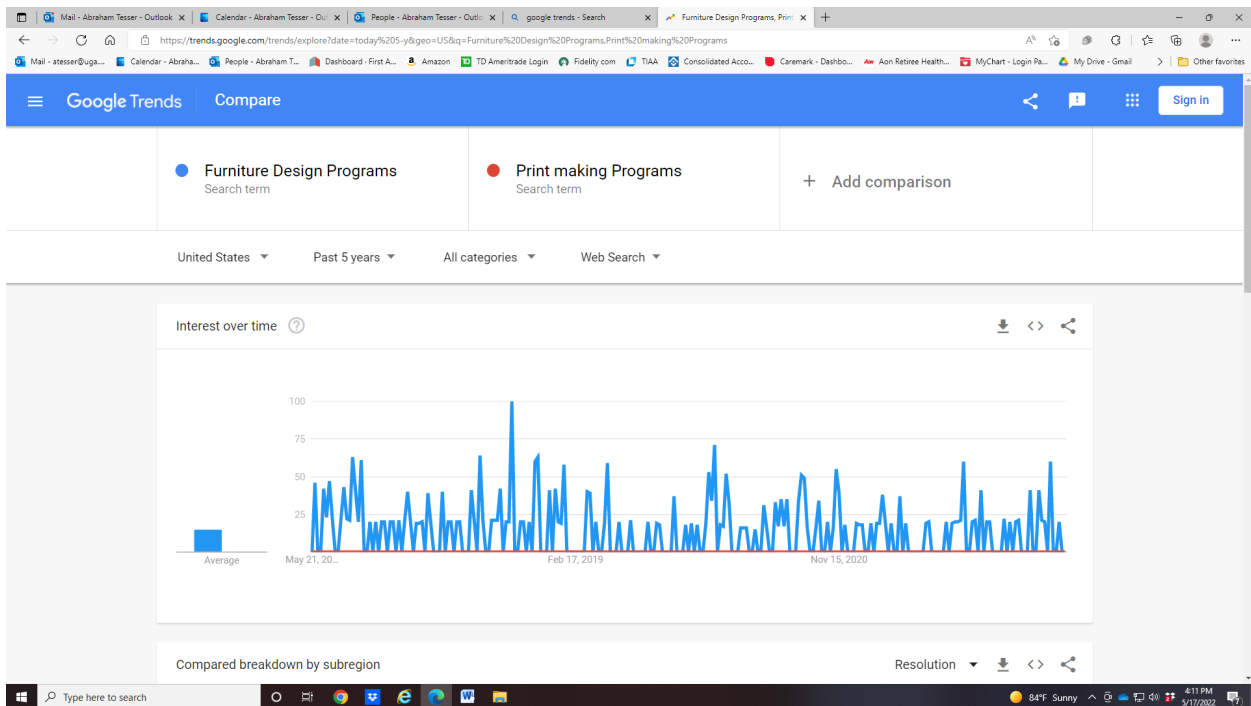 Mail - Abraham Tesser - Outlook
Calendar - Abraham Tesser - Out
People - Abraham Tesser - Outlo
google trends - Search
Furniture Design Programs, Print
https://trends.google.com/trends/explore?date=today%205-y&geo=US&q=Furniture%20Design%20Programs,Print%20making%20Programs
Mail - atesser@uga....
Calendar - Abraha...
People - Abraham T...
Dashboard - First A...
Amazon
TD Ameritrade Login
Fidelity com
TIAA
Consolidated Acco...
Caremark - Dashbo...
Aon Retiree Health...
MyChart - Login Pa...
My Drive - Gmail
Other favorites
Google Trends
Compare
Sign in
Furniture Design Programs
Search term
Print making Programs
Search term
+ Add comparison
United States
Past 5 years
All categories
Web Search
Interest over time
100
75
50
25
Average
May 21, 20...
Feb 17, 2019
Nov 15, 2020
Compared breakdown by subregion
Resolution
Type here to search
84°F Sunny
4:11 PM
5/17/2022